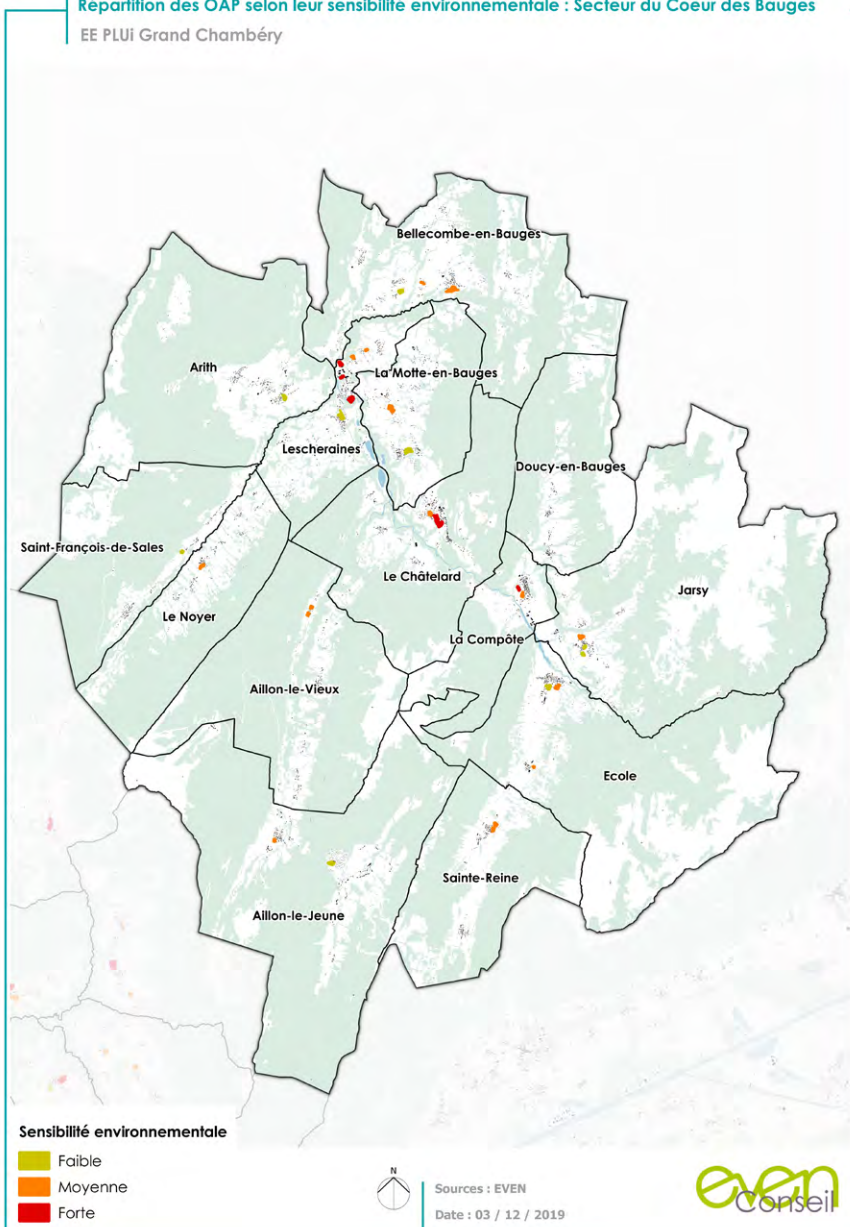 Répartition des OAP selon leur sensibilité environnementale : Secteur du Coeur des Bauges
EE PLUi Grand Chambéry
Bellecombe-en-Bauges
Arith
La Motte-en-Bauges
Lescheraines
Doucy-en-Bauges
Saint-François-de-Sales
Le Châtelard
Jarsy
Le Noyer
La Compôte
Aillon-le-Vieux
Ecole
Sainte-Reine
Aillon-le-Jeune
Sensibilité environnementale
Faible
Moyenne
Forte
N
Sources : EVEN
Date : 03 / 12 / 2019
even
Conseil